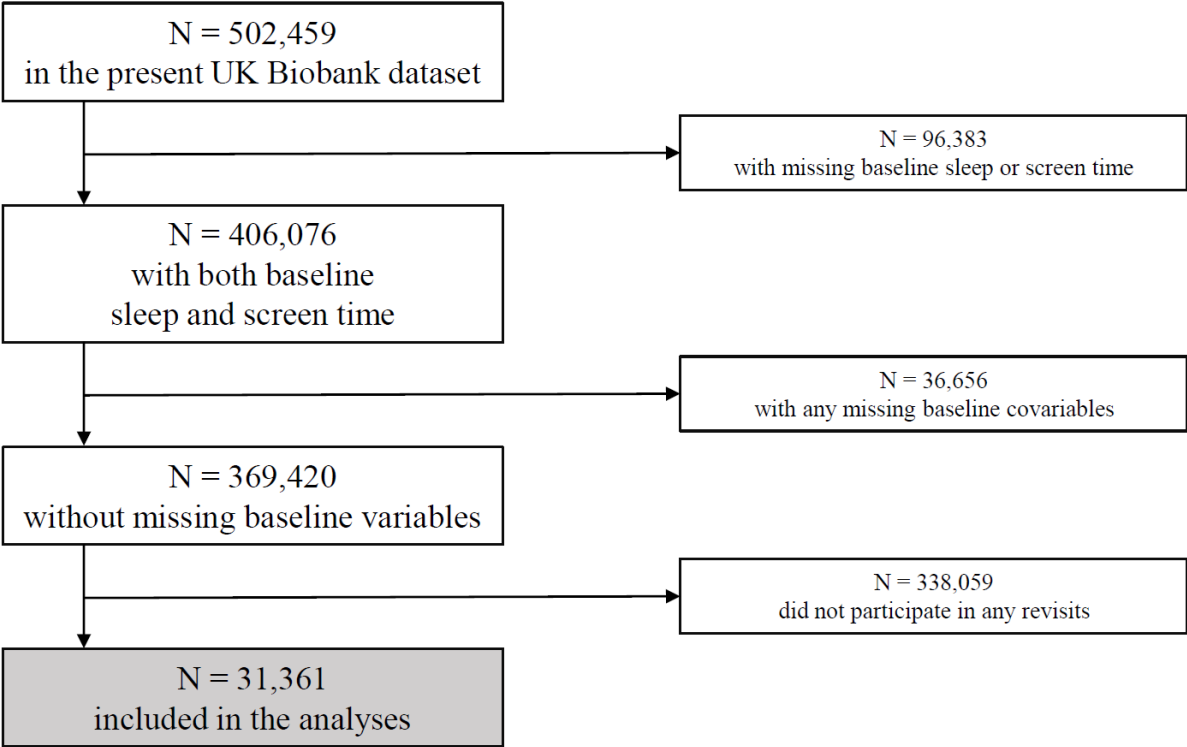 N = 502,459
in the present UK Biobank dataset
N = 96,383
with missing baseline sleep or screen time
N = 406,076
with both baseline
sleep and screen time
N = 36,656
with any missing baseline covariables
N = 369,420
without missing baseline variables
N = 338,059
did not participate in any revisits
N = 31,361
included in the analyses